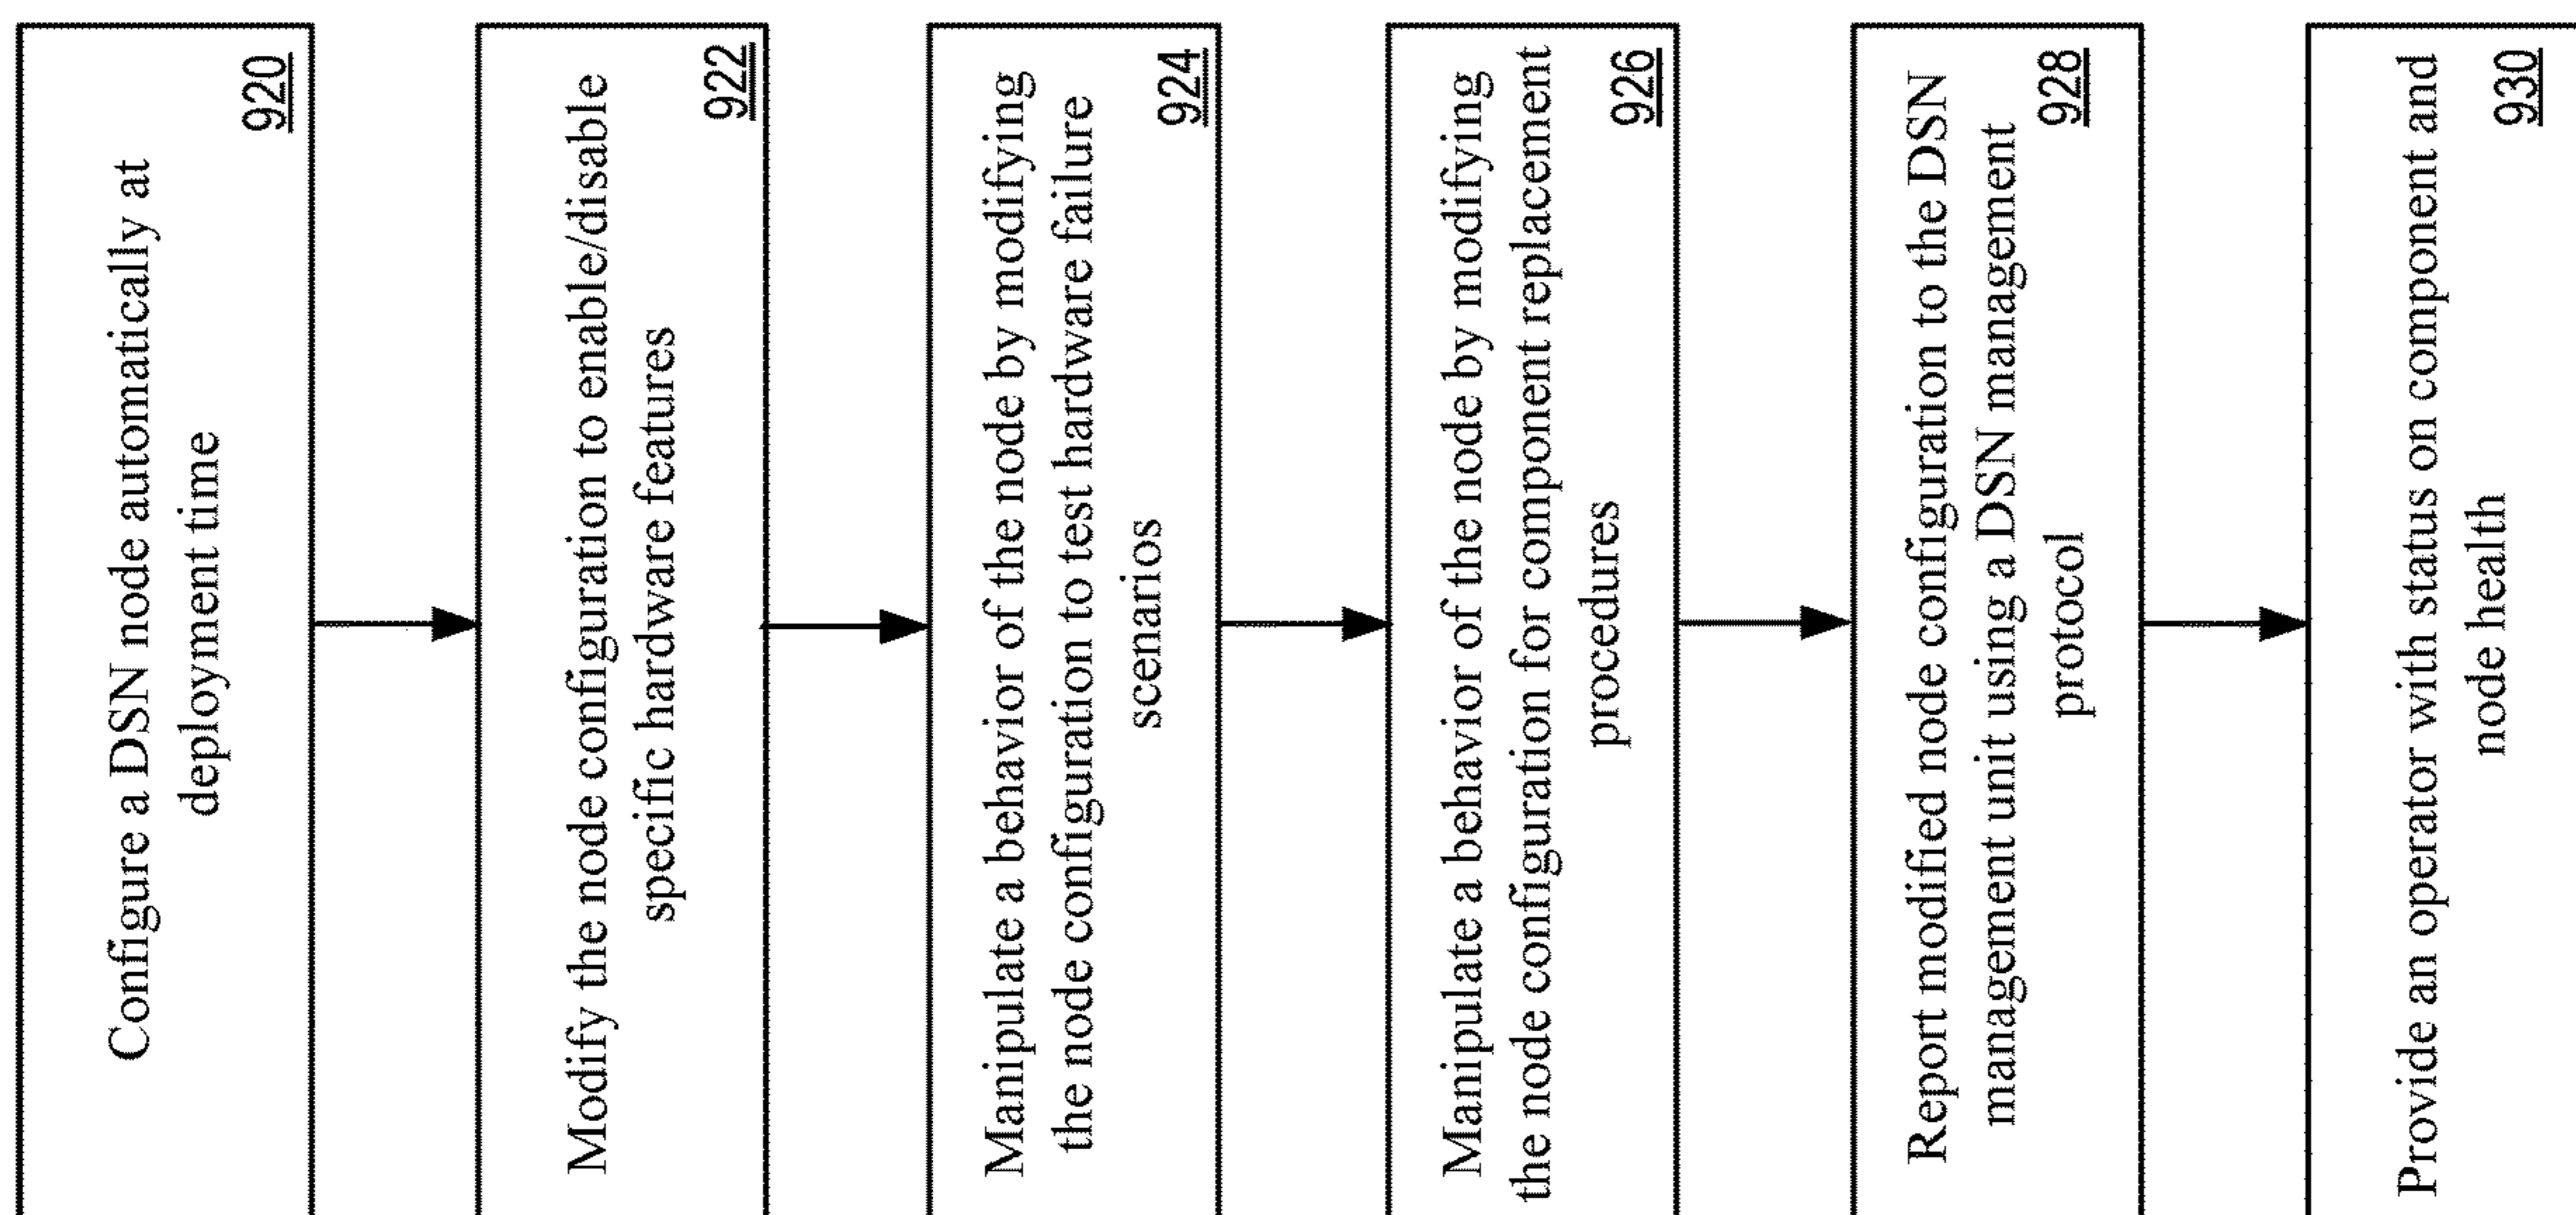 Configure a DSN node automatically at
deployment time
920
Modify the node configuration to enable/disable
specific hardware features
922
Manipulate a behavior of the node by modifying
the node configuration to test hardware failure
scenarios
924
Manipulate a behavior of the node by modifying
the node configuration for component replacement
procedures
926
Report modified node configuration to the DSN
management unit using a DSN management
protocol
928
Provide an operator with status on component and
node health
930